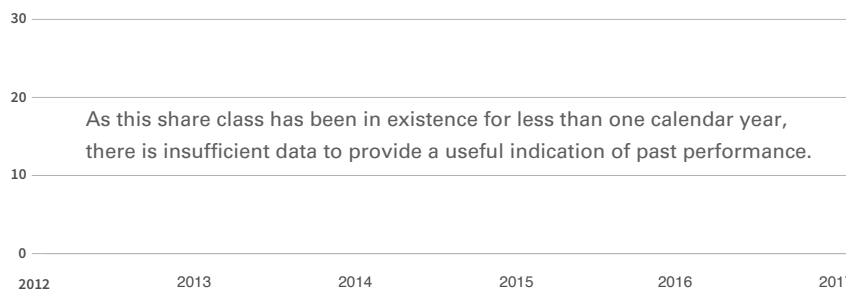 30
20
As this share class has been in existence for less than one calendar year,
there is insufficient data to provide a useful indication of past performance.
10
0
2012 2013 2014 2015 2016